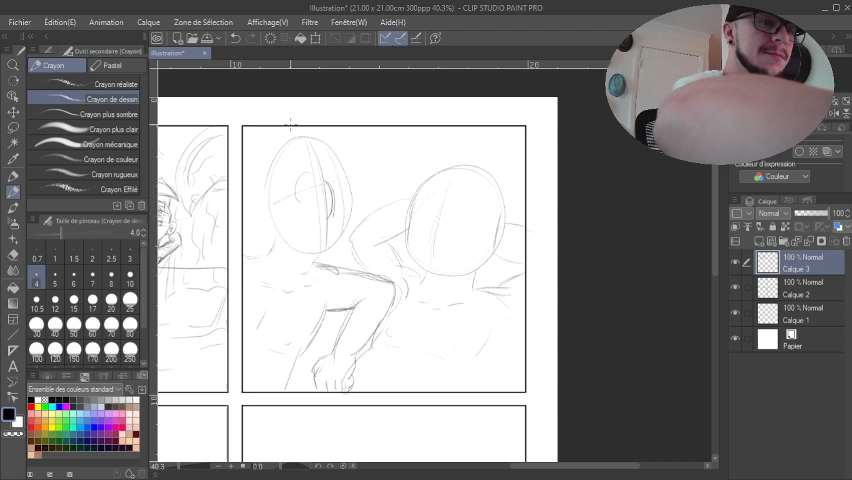 Illustration* (21.00 x 21.00cm 300ppp 40.3%) - CLIP STUDIO PAINT PRO
Fichier Édition(E) Animation Calque Zone de Sélection Affichage(V) Filtre Fenêtre(W) Aide(H)
Outil secondaire (Crayon)
Illustration*
Crayon Pastel
10 20
Crayon réaliste
Crayon de dessin
Crayon plus sombre
Crayon plus clair
Crayon mécanique
Crayon de couleur
Crayon rugueux
Crayon Effilé
Taille de pinceau (Crayon de des
4.0
0.7 1 1.5 2 2.5 3
4 5 6 7 8 10
10.5 12 15 17 20 25
30 40 50 60 70 80
100 120 150 170 200 250
Ensemble des couleurs standard
Couleur d'expression
Couleur
Calque
Normal 100
100 % Normal
Calque 3
100 % Normal
Calque 2
100 % Normal
Calque 1
Papier
40.3 0.0